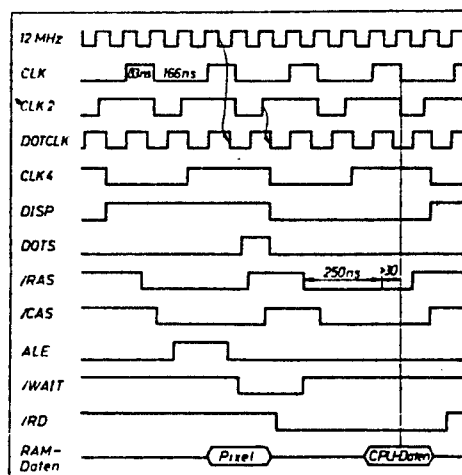 12 MHz
CLK 83ns 166ns
CLK 2
DOTCLK
CLK4
DISP
DOTS
/RAS 250ns >30
/CAS
ALE
/WAIT
/RD
RAM- Pixel CPU-Daten
Daten